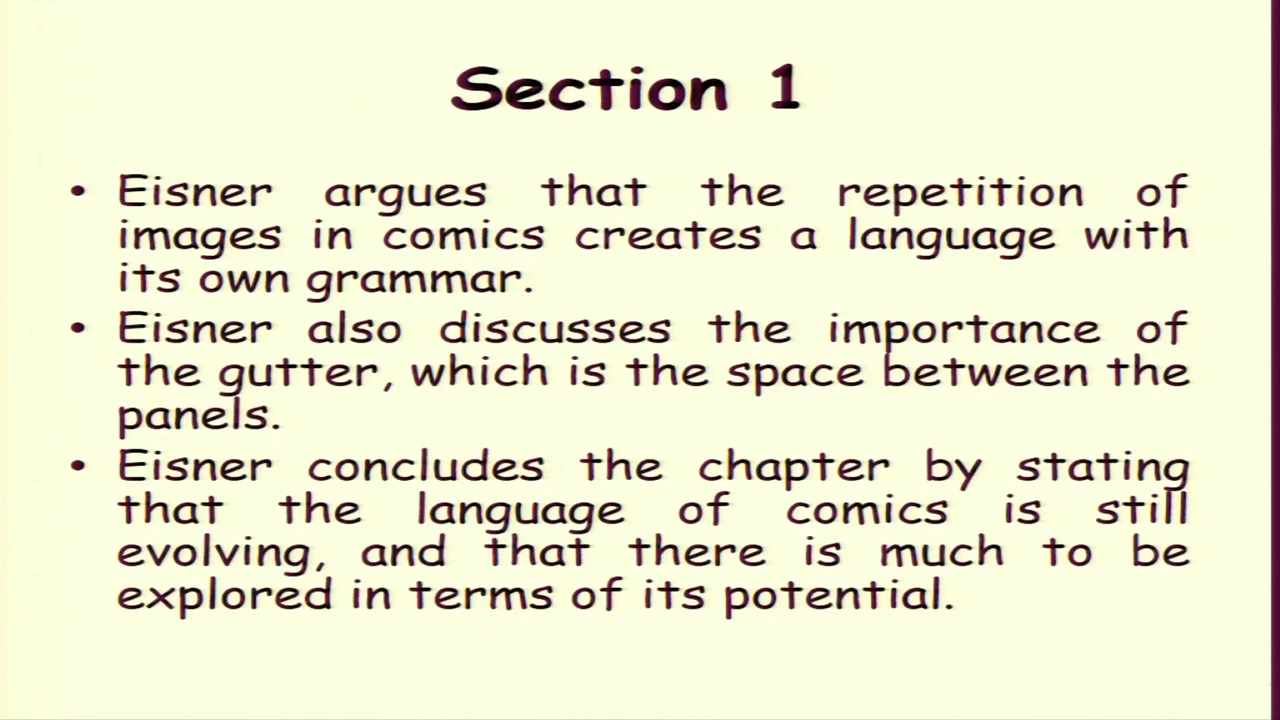 Section 1
• Eisner argues that the repetition of
images in comics creates a language with
its own grammar.
• Eisner also discusses the importance of
the gutter, which is the space between the
panels.
• Eisner concludes the chapter by stating
that the language of comics is still
evolving, and that there is much to be
explored in terms of its potential.